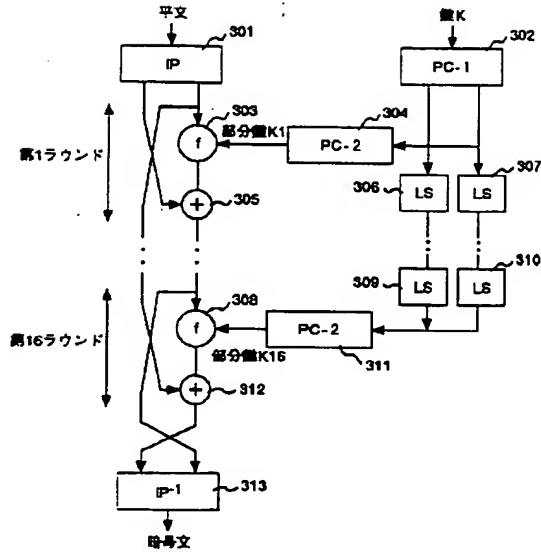 平文
鍵K
301
302
IP
PC-1
303
304
部分鍵K1
f
PC-2
307
第1ラウンド
306
LS
LS
+
305
310
309
LS
LS
308
f
PC-2
第16ラウンド
部分鍵K16
311
+
312
IP-1
313
暗号文